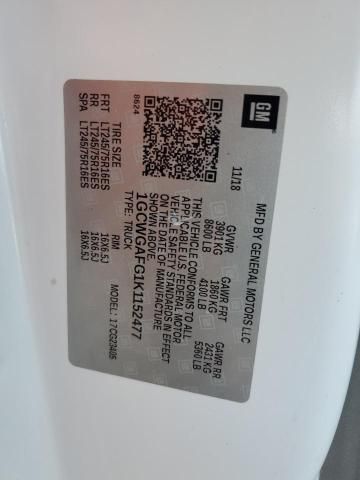 GM
MFD BY GENERAL MOTORS LLC
11/18
GVWR
3901 KG
8600 LB
GAWR FRT
1860 KG
4100 LB
GAWR RR
2431 KG
5360 LB
THIS VEHICLE CONFORMS TO ALL
APPLICABLE U.S. FEDERAL MOTOR
VEHICLE SAFETY STANDARDS IN EFFECT
ON THE DATE OF MANUFACTURE
SHOWN ABOVE.
1GCWGAFG1K1152477
TYPE: TRUCK
MODEL: 17CG23405
8624
TIRE SIZE RIM
FRT LT245/75R16ES 16X6.5J
RR LT245/75R16ES 16X6.5J
SPA LT245/75R16ES 16X6.5J